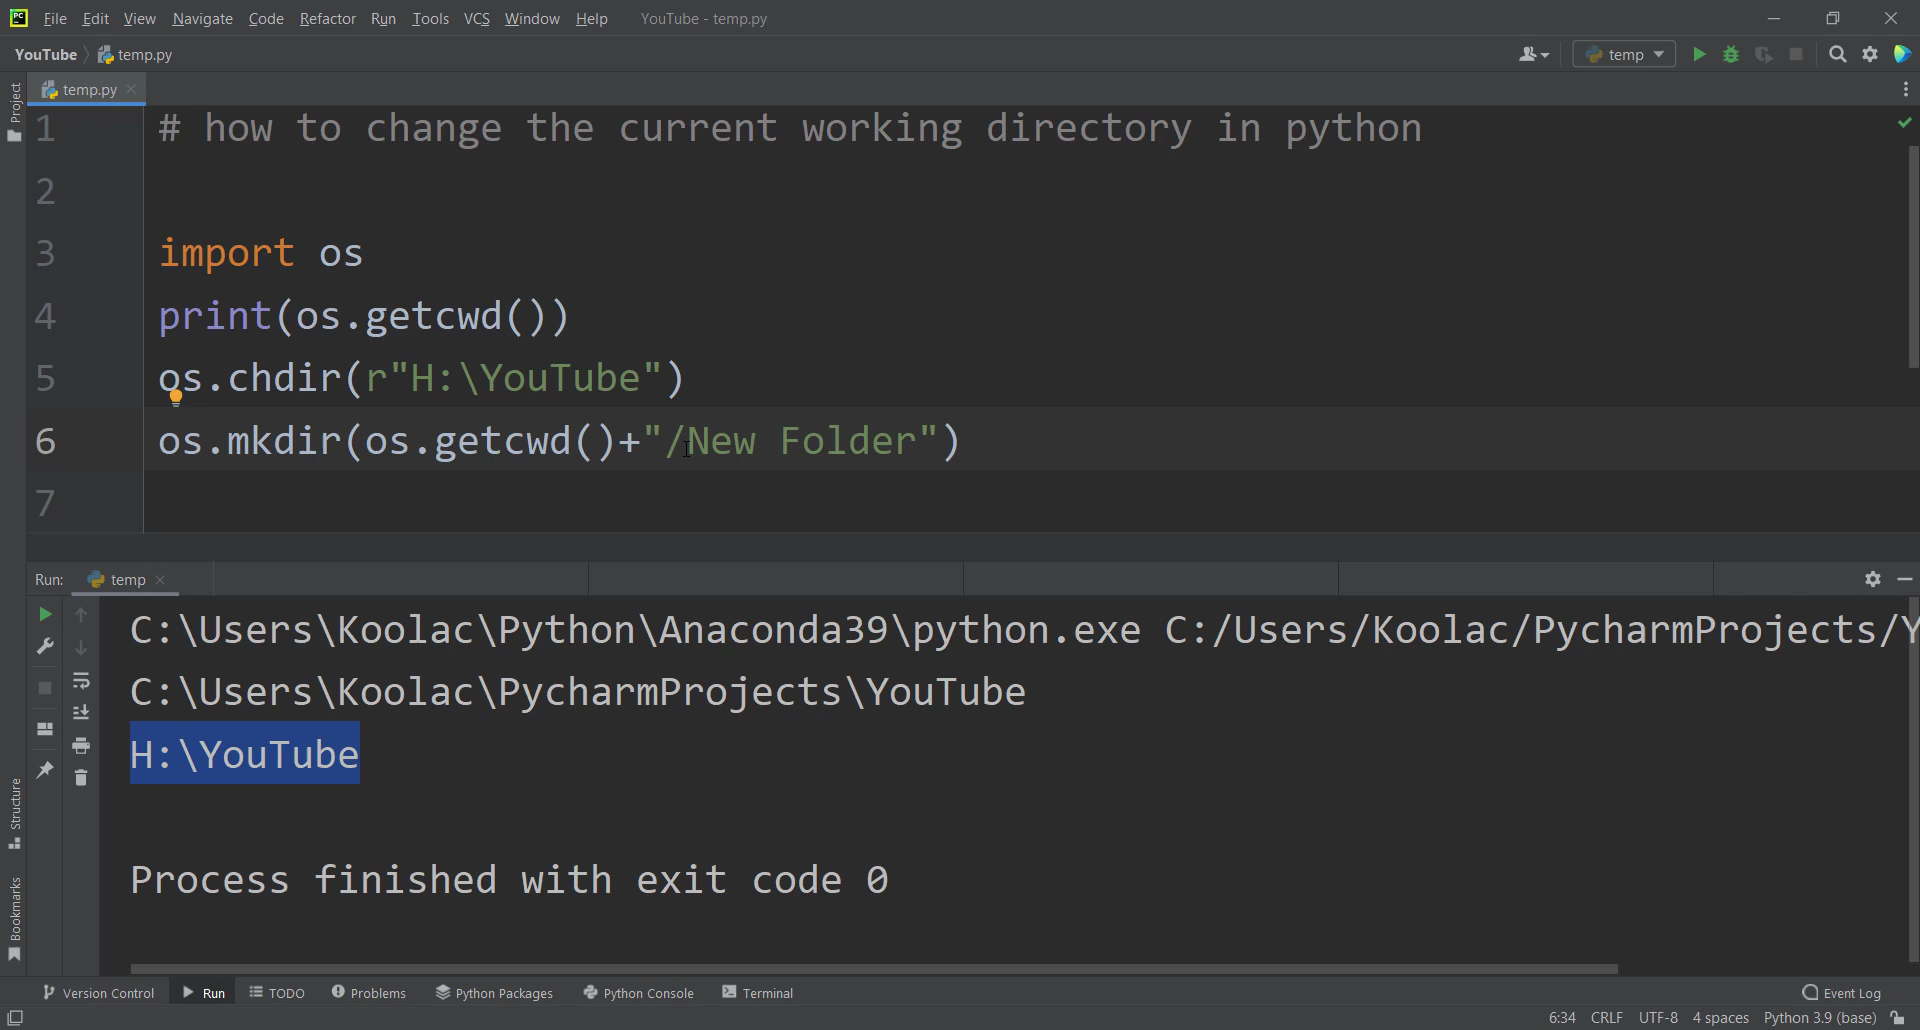 PC File Edit View Navigate Code Refactor Run Tools VCS Window Help YouTube - temp.py
YouTube temp.py temp
Project temp.py
1 # how to change the current working directory in python
2
3 import os
4 print(os.getcwd())
5 os.chdir(r"H:\YouTube")
6 os.mkdir(os.getcwd()+"/New Folder")
7
Run: temp
C:\Users\Koolac\Python\Anaconda39\python.exe C:/Users/Koolac/PycharmProjects/Y
C:\Users\Koolac\PycharmProjects\YouTube
H:\YouTube
Structure
Process finished with exit code 0
Bookmarks
Version Control Run TODO Problems Python Packages Python Console Terminal Event Log
6:34 CRLF UTF-8 4 spaces Python 3.9 (base)